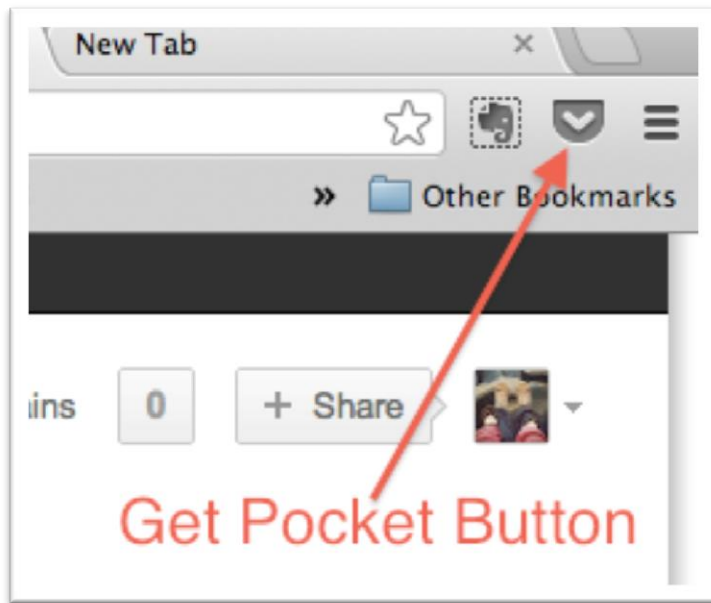 New Tab
» Other Bookmarks
ins 0 + Share
Get Pocket Button